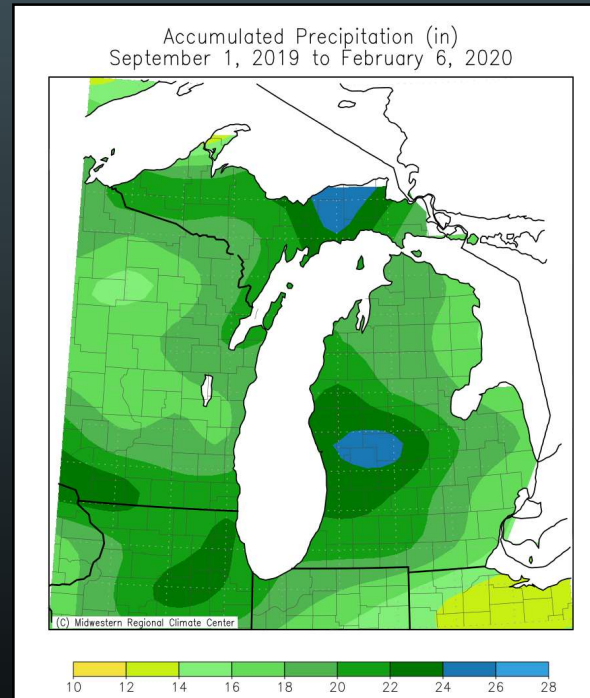 Accumulated Precipitation (in)
September 1, 2019 to February 6, 2020
(C) Midwestern Regional Climate Center
10 12 14 16 18 20 22 24 26 28